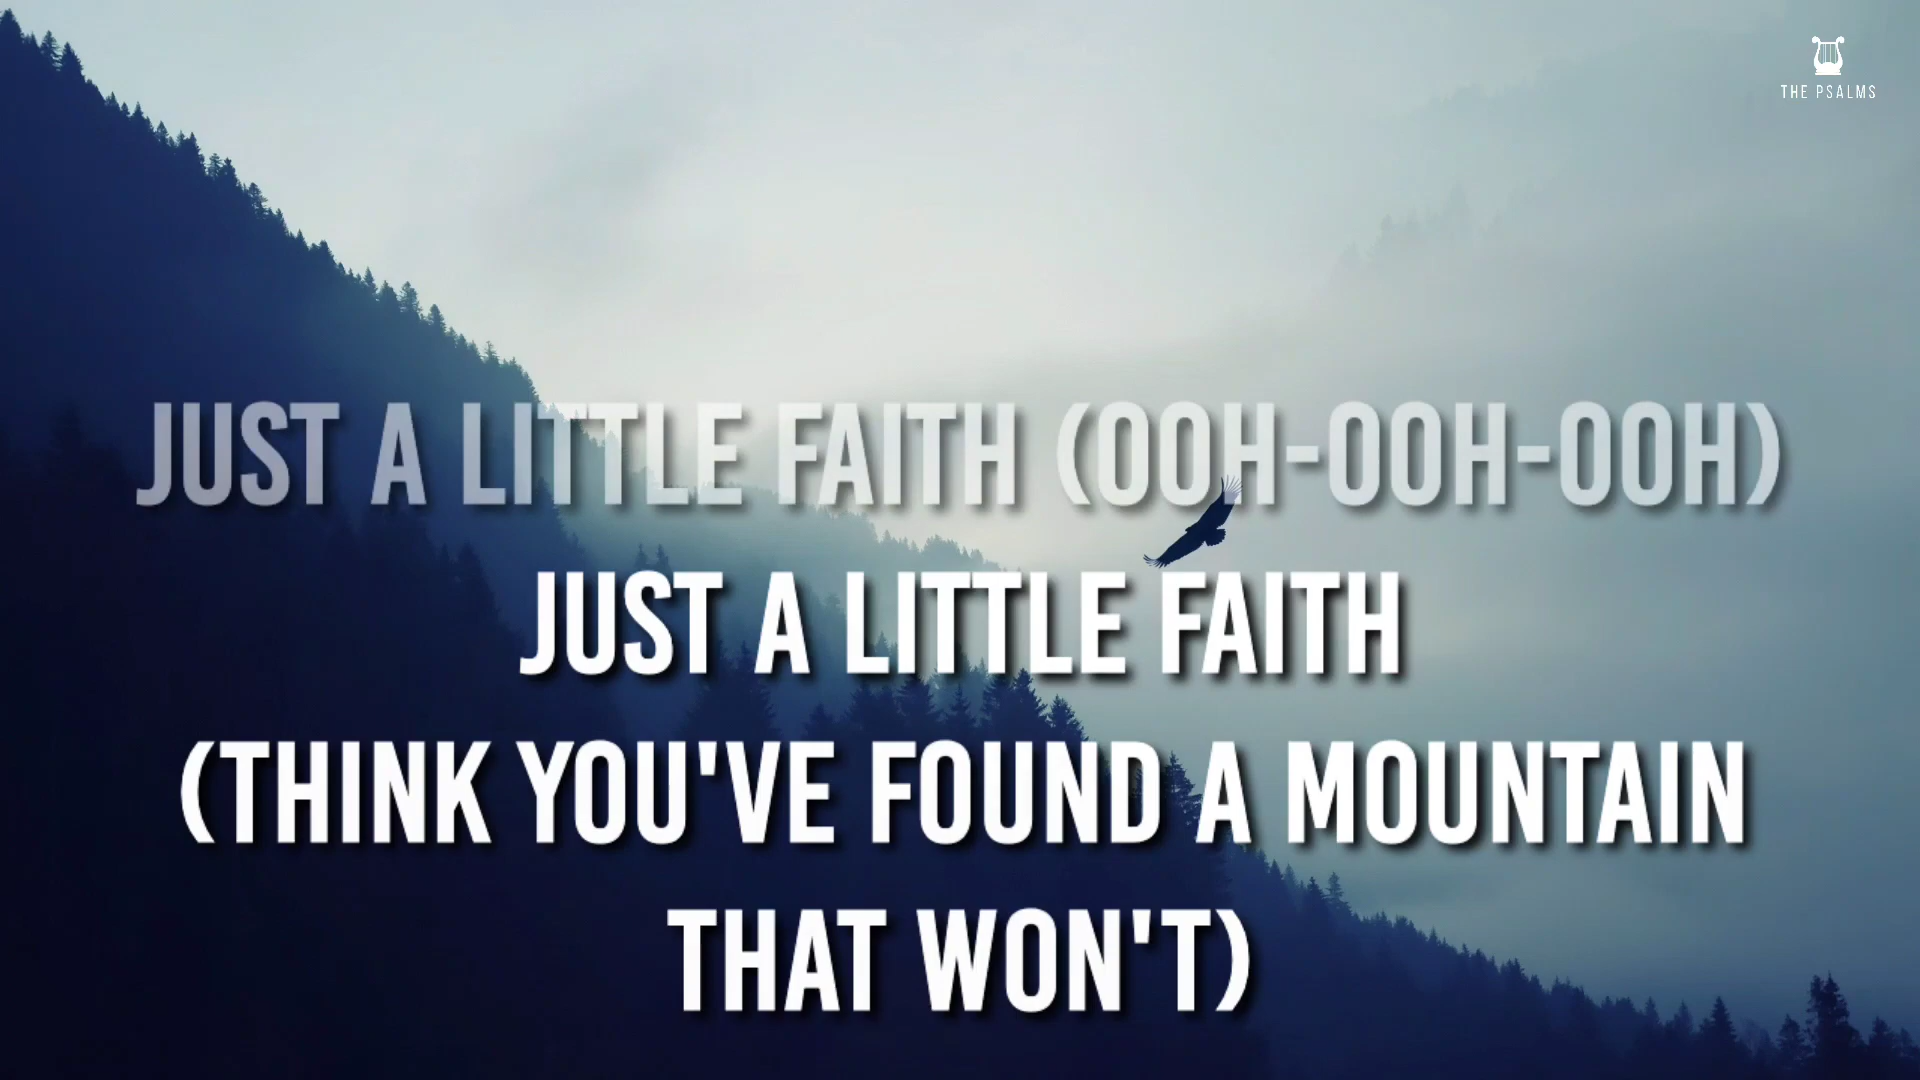 THE PSALMS
JUST A LITTLE FAITH (OOH-OOH-OOH)
JUST A LITTLE FAITH
(THINK YOU'VE FOUND A MOUNTAIN
THAT WON'T)